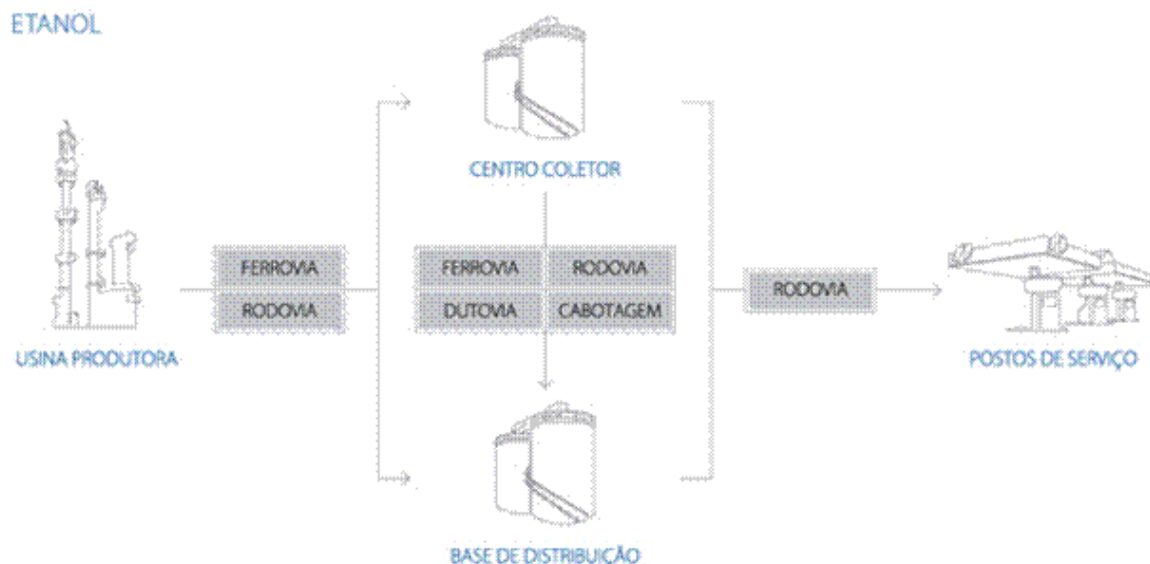 ETANOL
CENTRO COLETOR
FERROVIA
RODOVIA
USINA PRODUTORA
FERROVIA
RODOVIA
DUTOVIA
CABOTAGEM
RODOVIA
POSTOS DE SERVIÇO
BASE DE DISTRIBUIÇÃO